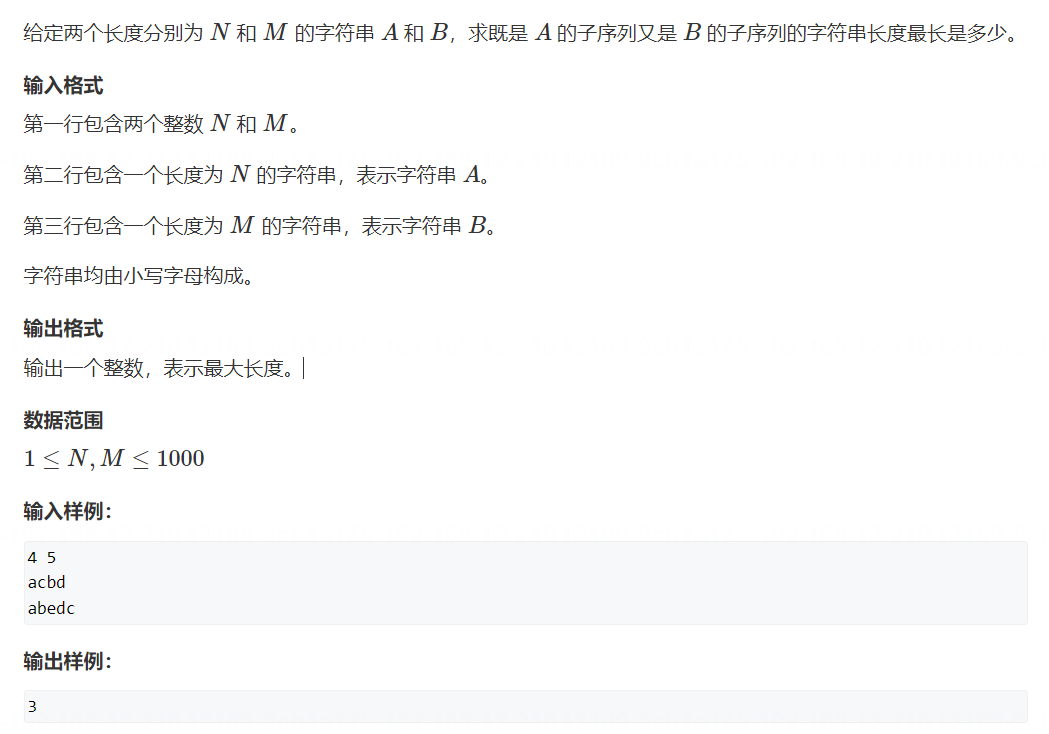 给定两个长度分别为 N 和 M 的字符串 A 和 B，求既是 A 的子序列又是 B 的子序列的字符串长度最长是多少。
输入格式
第一行包含两个整数 N 和 M。
第二行包含一个长度为 N 的字符串，表示字符串 A。
第三行包含一个长度为 M 的字符串，表示字符串 B。
字符串均由小写字母构成。
输出格式
输出一个整数，表示最大长度。
数据范围
1 ≤ N, M ≤ 1000
输入样例：
4 5
acbd
abedc
输出样例：
3